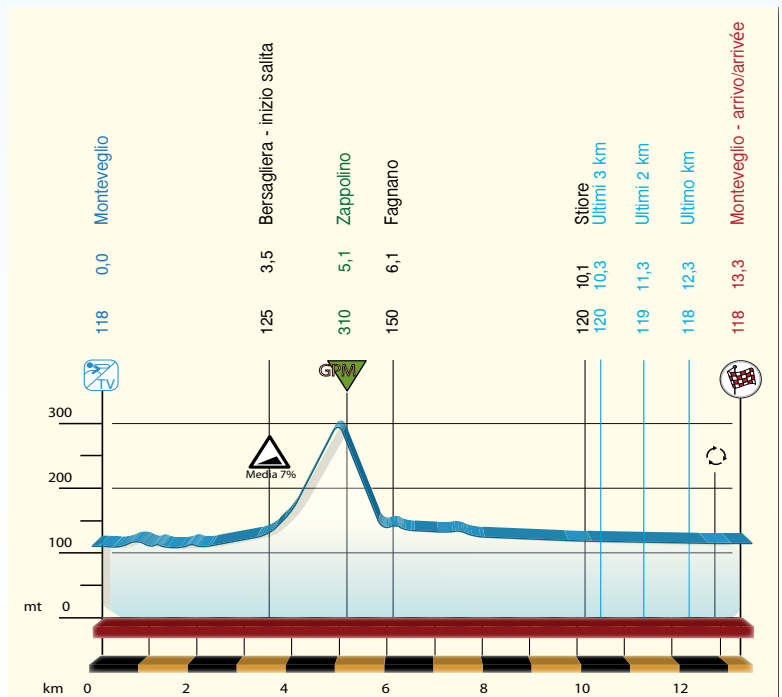 118 0,0 Monteveglio
125 3,5 Bersagliera - inizio salita
310 5,1 Zappolino
150 6,1 Fagnano
120 10,1 Stiore
120 10,3 Ultimi 3 km
119 11,3 Ultimi 2 km
118 12,3 Ultimo km
118 13,3 Monteveglio - arrivo/arrivée
TV
GPM
300
Media 7%
200
100
mt 0
km 0 2 4 6 8 10 12